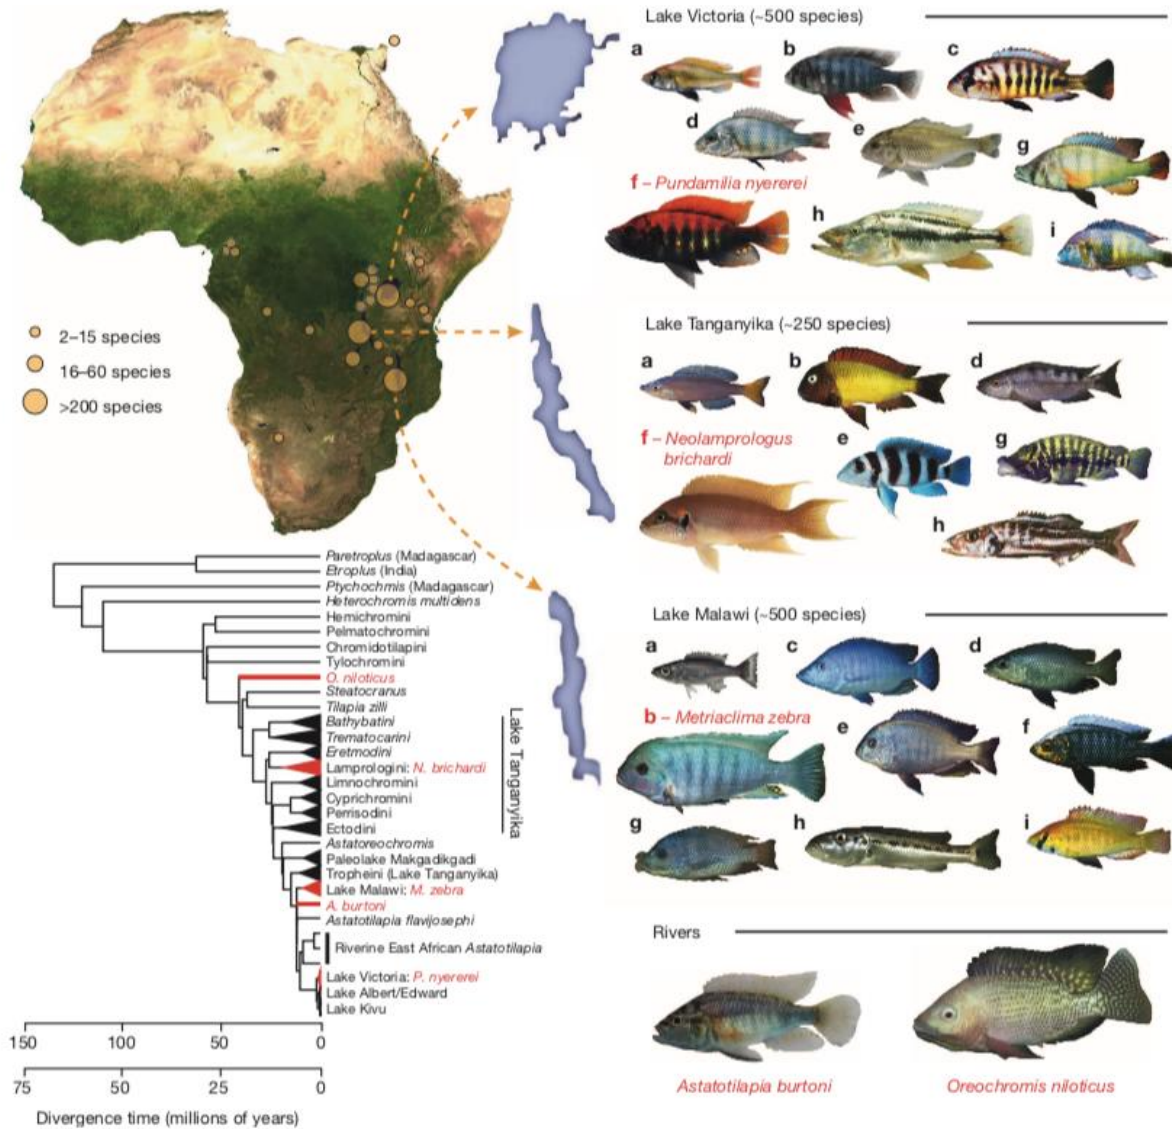 2–15 species
16–60 species
>200 species
Lake Victoria (~500 species)
a
b
c
d
e
g
f – Pundamilia nyererei
h
i
Lake Tanganyika (~250 species)
a
b
d
f – Neolamprologus
brichardi
e
g
h
Lake Malawi (~500 species)
a
c
d
b – Metriaclima zebra
e
f
g
h
i
Rivers
Astatotilapia burtoni
Oreochromis niloticus
Paretroplus (Madagascar)
Etroplus (India)
Ptychochmis (Madagascar)
Heterochromis multidens
Hemichromini
Pelmatochromini
Chromidotilapini
Tylochromini
O. niloticus
Steatocranus
Tilapia zilli
Bathybatini
Trematocarini
Eretmodini
Lamprologini: N. brichardi
Limnochromini
Cyprichromini
Perrisodini
Ectodini
Lake Tanganyika
Astatoreochromis
Paleolake Makgadikgadi
Tropheini (Lake Tanganyika)
Lake Malawi: M. zebra
A. burtoni
Astatotilapia flavijosephi
Riverine East African Astatotilapia
Lake Victoria: P. nyererei
Lake Albert/Edward
Lake Kivu
150 100 50 0
75 50 25 0
Divergence time (millions of years)